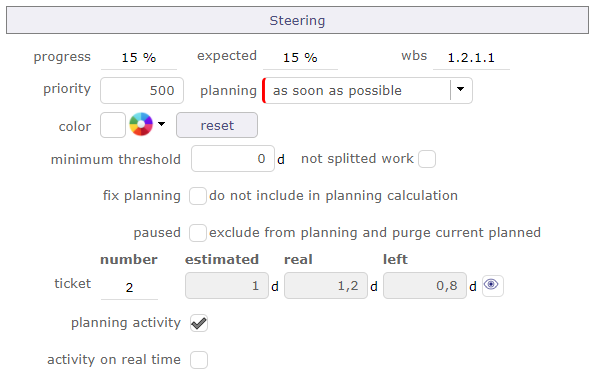 Steering
progress 15 % expected 15 % wbs 1.2.1.1
priority 500 planning as soon as possible
color reset
minimum threshold 0 d not splitted work
fix planning do not include in planning calculation
paused exclude from planning and purge current planned
number estimated real left
ticket 2 1 d 1,2 d 0,8 d
planning activity
activity on real time